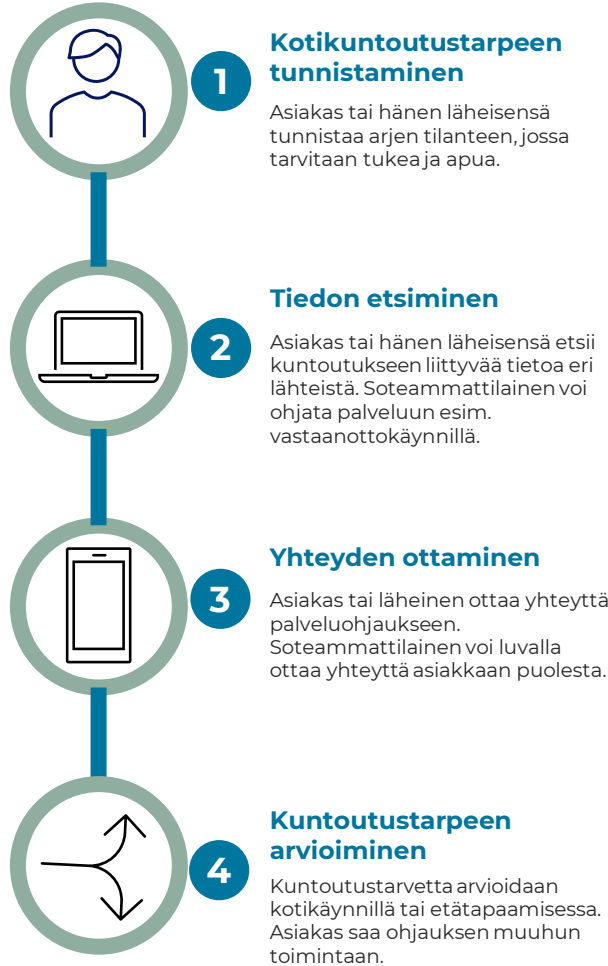 1
Kotikuntoutustarpeen
tunnistaminen
Asiakas tai hänen läheisensä
tunnistaa arjen tilanteen, jossa
tarvitaan tukea ja apua.
2
Tiedon etsiminen
Asiakas tai hänen läheisensä etsii
kuntoutukseen liittyvää tietoa eri
lähteistä. Soteammattilainen voi
ohjata palveluun esim.
vastaanottokäynnillä.
3
Yhteyden ottaminen
Asiakas tai läheinen ottaa yhteyttä
palveluohjaukseen.
Soteammattilainen voi luvalla
ottaa yhteyttä asiakkaan puolesta.
4
Kuntoutustarpeen
arvioiminen
Kuntoutustarvetta arvioidaan
kotikäynnillä tai etätapaamisessa.
Asiakas saa ohjauksen muuhun
toimintaan.